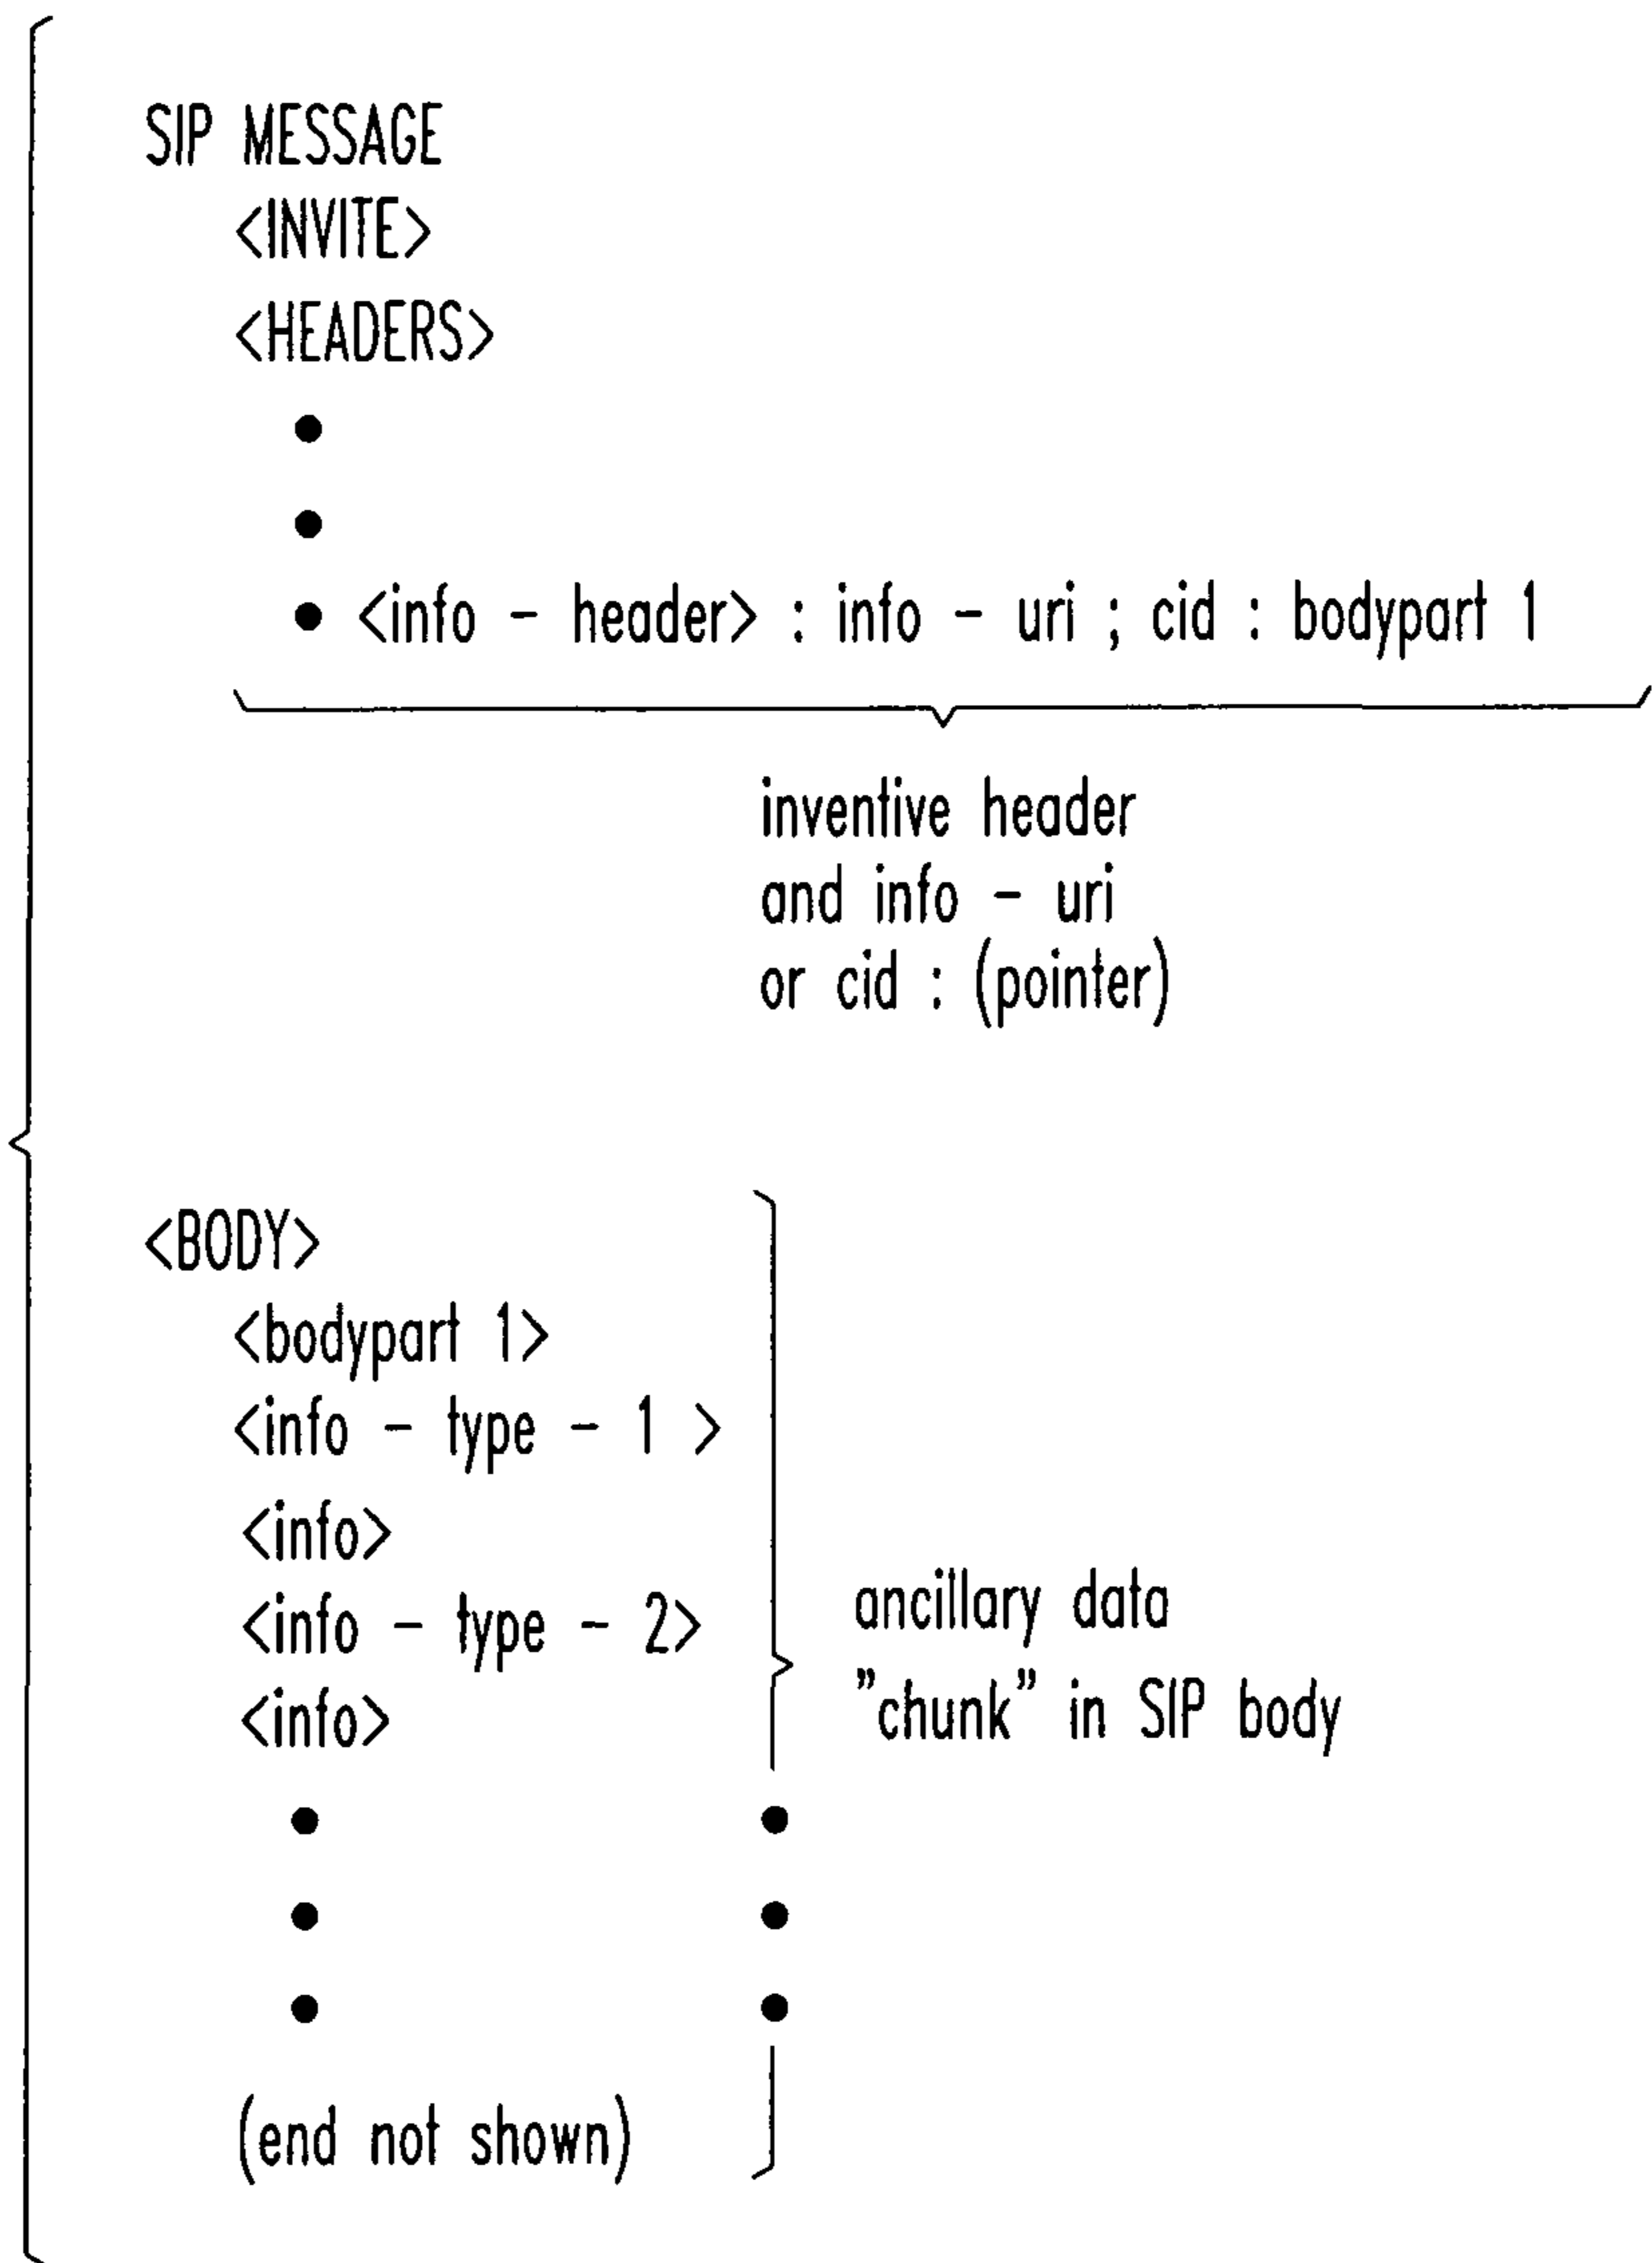 SIP MESSAGE
<INVITE>
<HEADERS>
•
•
• <info - header> : info - uri ; cid : bodypart 1
inventive header
and info - uri
or cid : (pointer)
<BODY>
<bodypart 1>
<info - type - 1 >
<info>
<info - type - 2>
<info>
ancillary data
"chunk" in SIP body
•
•
•
(end not shown)